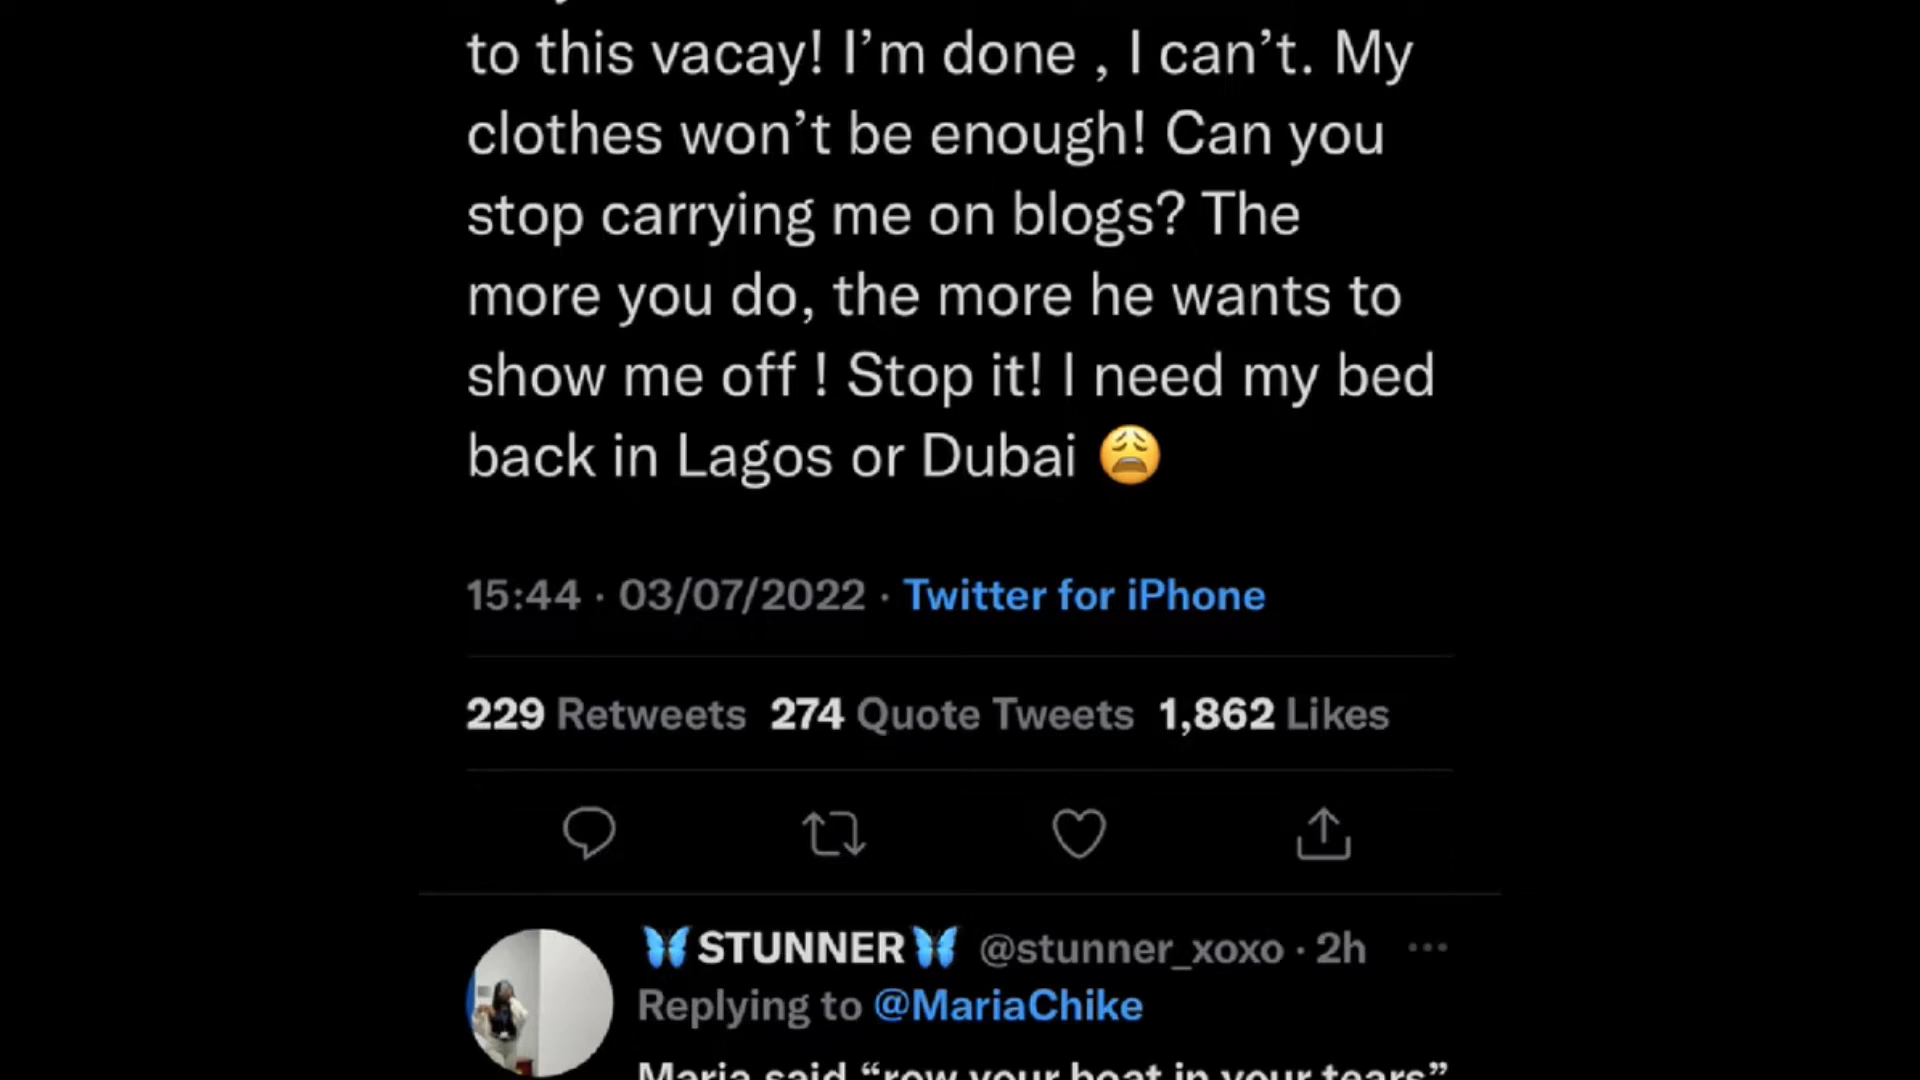 to this vacay! I’m done , I can’t. My
clothes won’t be enough! Can you
stop carrying me on blogs? The
more you do, the more he wants to
show me off ! Stop it! I need my bed
back in Lagos or Dubai 😩
15:44 · 03/07/2022 · Twitter for iPhone
229 Retweets 274 Quote Tweets 1,862 Likes
🦋STUNNER🦋 @stunner_xoxo · 2h
Replying to @MariaChike
Maria said “row your boat in your tears”